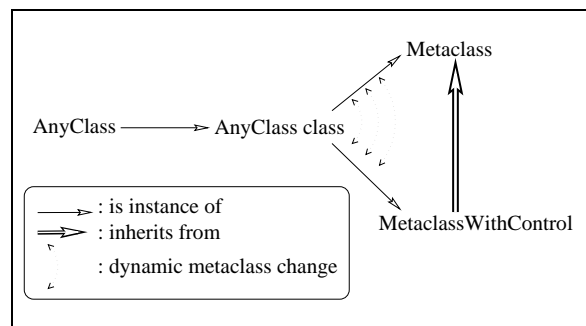 Metaclass
AnyClass
AnyClass class
MetaclassWithControl
: is instance of
: inherits from
: dynamic metaclass change